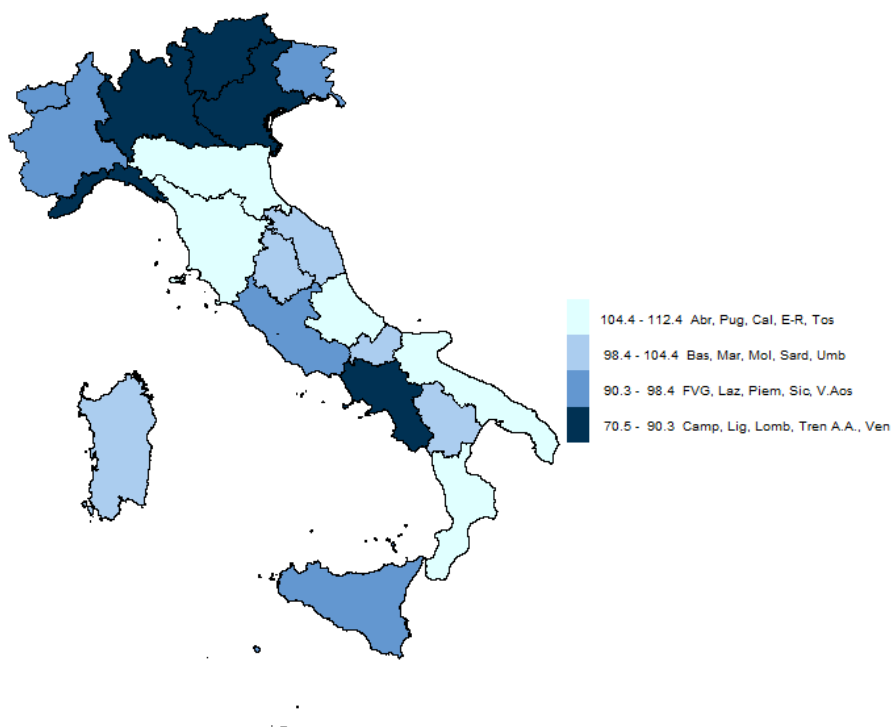 104.4 - 112.4 Abr, Pug, Cal, E-R, Tos
98.4 - 104.4 Bas, Mar, Mol, Sard, Umb
90.3 - 98.4 FVG, Laz, Piem, Sic, V.Aos
70.5 - 90.3 Camp, Lig, Lomb, Tren A.A., Ven